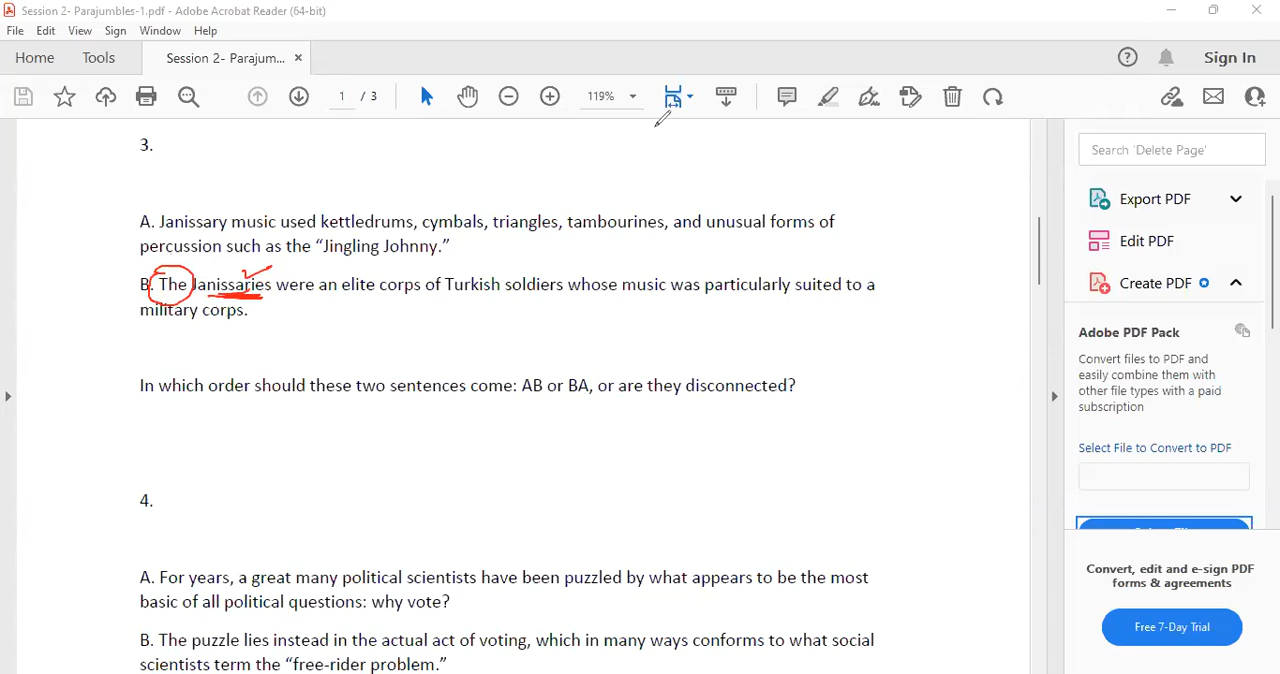 Session 2- Parajumbles-1.pdf - Adobe Acrobat Reader (64-bit)
File Edit View Sign Window Help
Home Tools Session 2- Parajum... × Sign In
1 / 3 119%
Search 'Delete Page'
3.
A. Janissary music used kettledrums, cymbals, triangles, tambourines, and unusual forms of
percussion such as the “Jingling Johnny.”
B. The Janissaries were an elite corps of Turkish soldiers whose music was particularly suited to a
military corps.
In which order should these two sentences come: AB or BA, or are they disconnected?
4.
A. For years, a great many political scientists have been puzzled by what appears to be the most
basic of all political questions: why vote?
B. The puzzle lies instead in the actual act of voting, which in many ways conforms to what social
scientists term the “free-rider problem.”
Export PDF
Edit PDF
Create PDF
Adobe PDF Pack
Convert files to PDF and
easily combine them with
other file types with a paid
subscription
Select File to Convert to PDF
Convert, edit and e-sign PDF
forms & agreements
Free 7-Day Trial